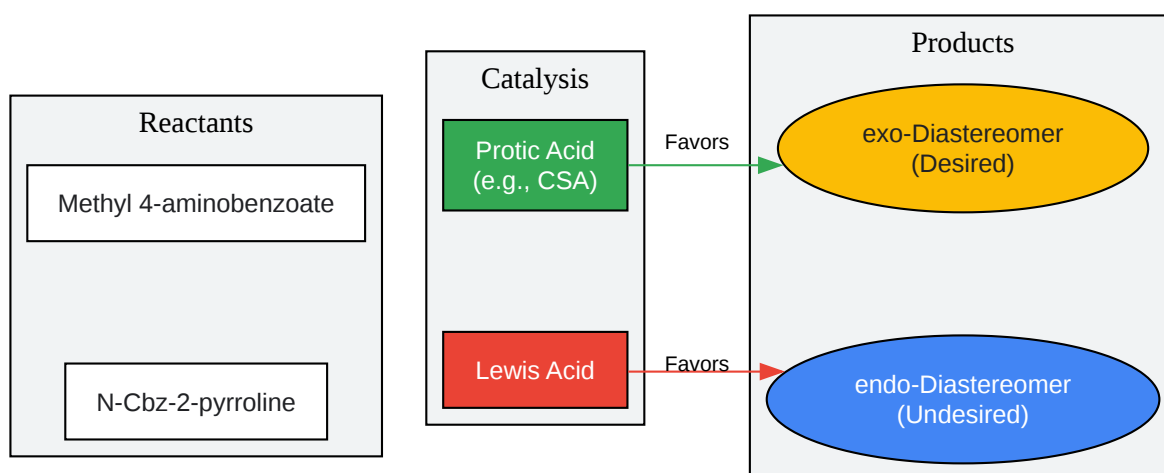 Reactants
Methyl 4-aminobenzoate
N-Cbz-2-pyrroline
Catalysis
Protic Acid
(e.g., CSA)
Lewis Acid
Favors
Favors
Products
exo-Diastereomer
(Desired)
endo-Diastereomer
(Undesired)